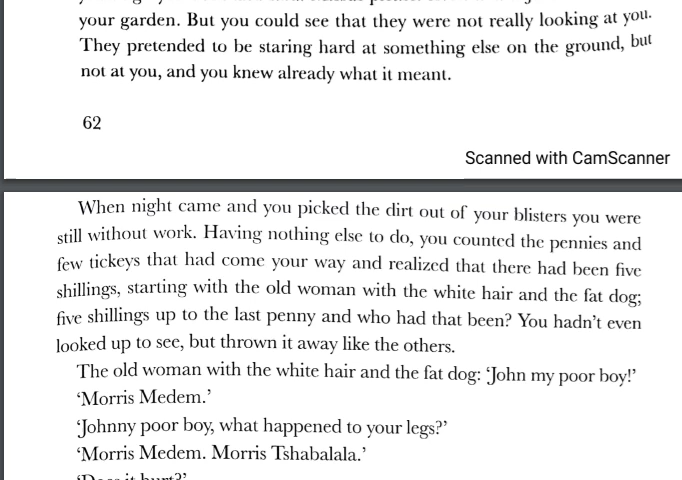 your garden. But you could see that they were not really looking at you.
They pretended to be staring hard at something else on the ground, but
not at you, and you knew already what it meant.
62
Scanned with CamScanner
When night came and you picked the dirt out of your blisters you were
still without work. Having nothing else to do, you counted the pennies and
few tickeys that had come your way and realized that there had been five
shillings, starting with the old woman with the white hair and the fat dog;
five shillings up to the last penny and who had that been? You hadn’t even
looked up to see, but thrown it away like the others.
The old woman with the white hair and the fat dog: ‘John my poor boy!’
‘Morris Medem.’
‘Johnny poor boy, what happened to your legs?’
‘Morris Medem. Morris Tshabalala.’
‘Does it hurt?’